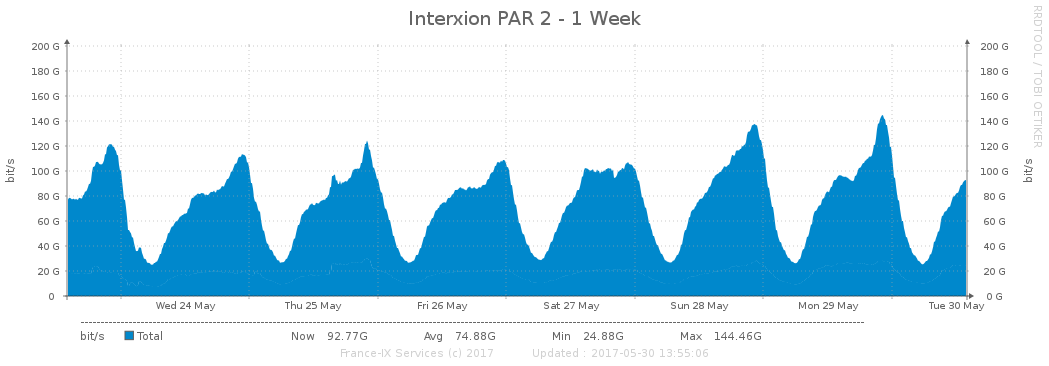 Interxion PAR 2 - 1 Week
RRDTOOL / TOBI OETIKER
bit/s
200 G 200 G
180 G 180 G
160 G 160 G
140 G 140 G
120 G 120 G
100 G 100 G
80 G 80 G
60 G 60 G
40 G 40 G
20 G 20 G
0 0 G
bit/s
Wed 24 May Thu 25 May Fri 26 May Sat 27 May Sun 28 May Mon 29 May Tue 30 May
bit/s Total Now 92.77G Avg 74.88G Min 24.88G Max 144.46G
France-IX Services (c) 2017 Updated : 2017-05-30 13:55:06